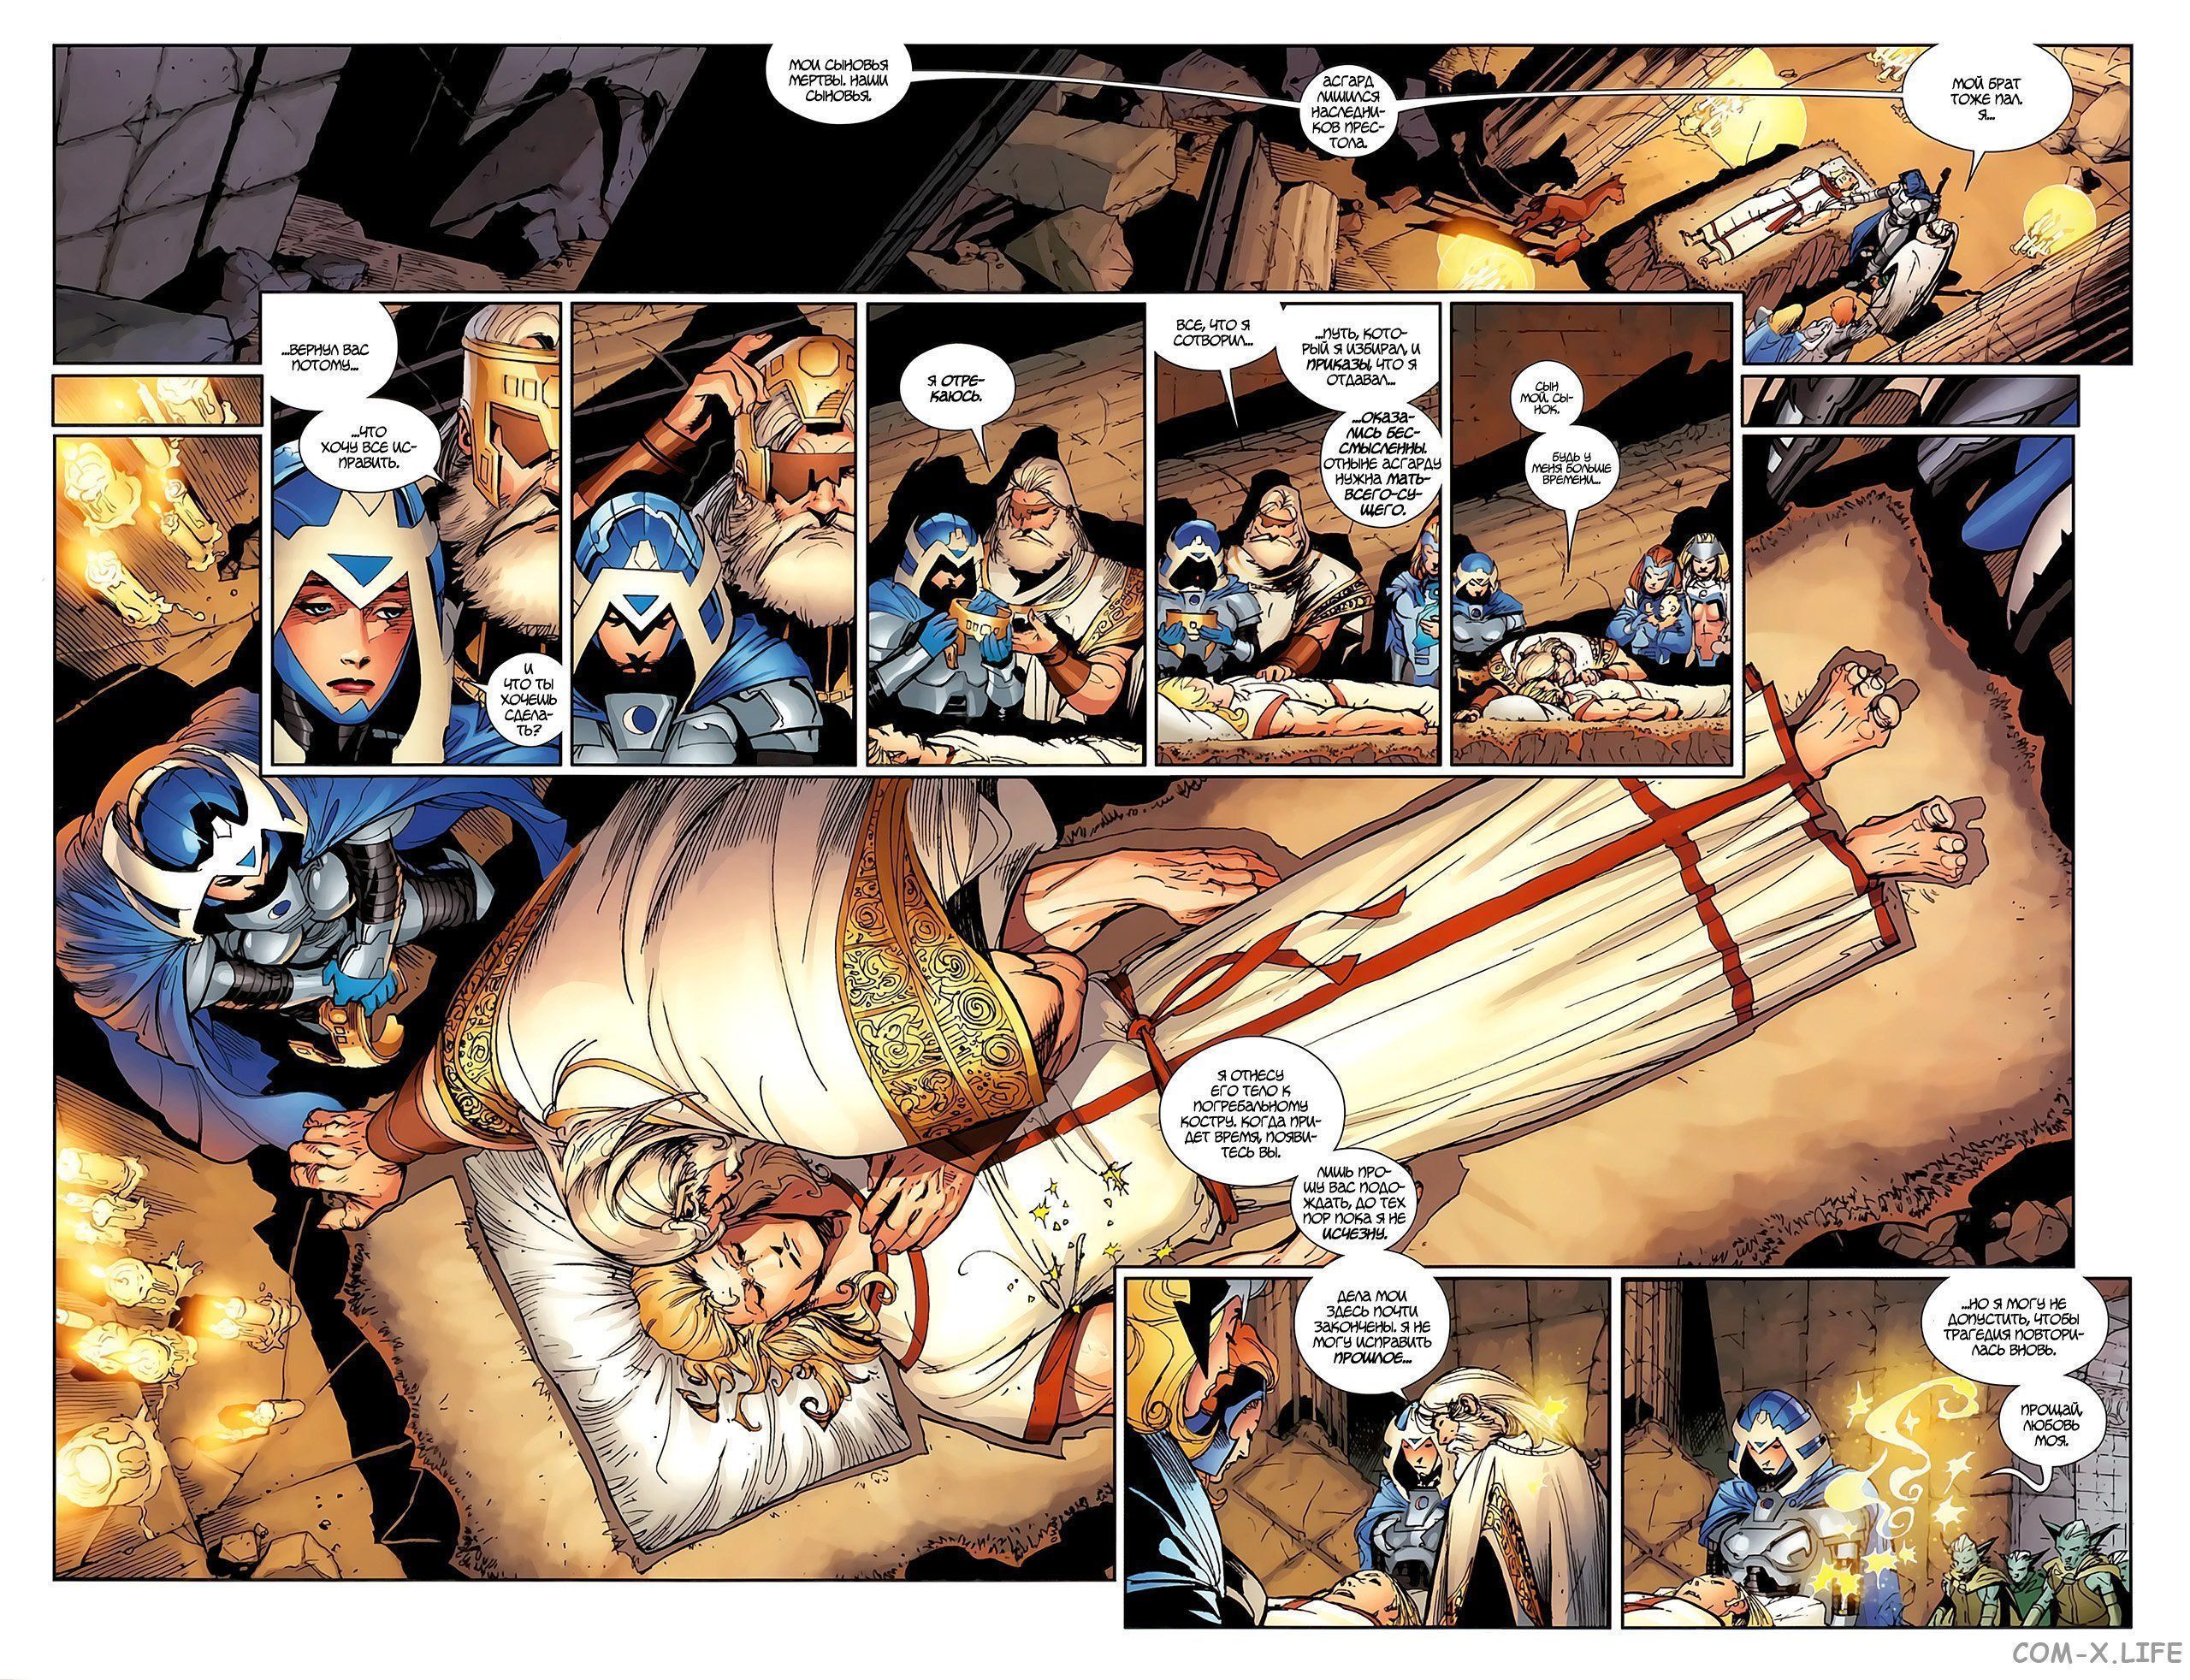 МОИ СЫНОВЬЯ
МЕРТВЫ. НАШИ
СЫНОВЬЯ.
АСГАРД
ЛИШИЛСЯ
НАСЛЕДНИ-
КОВ ПРЕС-
ТОЛА.
МОЙ БРАТ
ТОЖЕ ПАЛ.
Я...
...ВЕРНУЛ ВАС
ПОТОМУ...
...ЧТО
ХОЧУ ВСЕ ИС-
ПРАВИТЬ.
И
ЧТО ТЫ
ХОЧЕШЬ
СДЕЛА-
ТЬ?
Я ОТРЕ-
КАЮСЬ.
ВСЕ, ЧТО Я
СОТВОРИЛ...
...ПУТЬ, КОТО-
РЫЙ Я ИЗБИРАЛ, И
ПРИКАЗЫ, ЧТО Я
ОТДАВАЛ...
...ОКАЗА-
ЛИСЬ БЕС-
СМЫСЛЕННЫ.
ОТНЫНЕ АСГАРДУ
НУЖНА МАТЬ-
ВСЕГО-СУ-
ЩЕГО.
СЫН
МОЙ. СЫ-
НОК.
БУДЬ У
МЕНЯ БОЛЬШЕ
ВРЕМЕНИ...
Я ОТНЕСУ
ЕГО ТЕЛО К
ПОГРЕБАЛЬНОМУ
КОСТРУ. КОГДА ПРИ-
ДЕТ ВРЕМЯ, ПОЯВИ-
ТЕСЬ ВЫ.
ЛИШЬ ПРО-
ШУ ВАС ПОДО-
ЖДАТЬ, ДО ТЕХ
ПОР ПОКА Я НЕ
ИСЧЕЗНУ.
ДЕЛА МОИ
ЗДЕСЬ ПОЧТИ
ЗАКОНЧЕНЫ. Я НЕ
МОГУ ИСПРАВИТЬ
ПРОШЛОЕ...
...НО Я МОГУ НЕ
ДОПУСТИТЬ, ЧТОБЫ
ТРАГЕДИЯ ПОВТОРИ-
ЛАСЬ ВНОВЬ.
ПРОЩАЙ,
ЛЮБОВЬ
МОЯ.
COM-X.LIFE